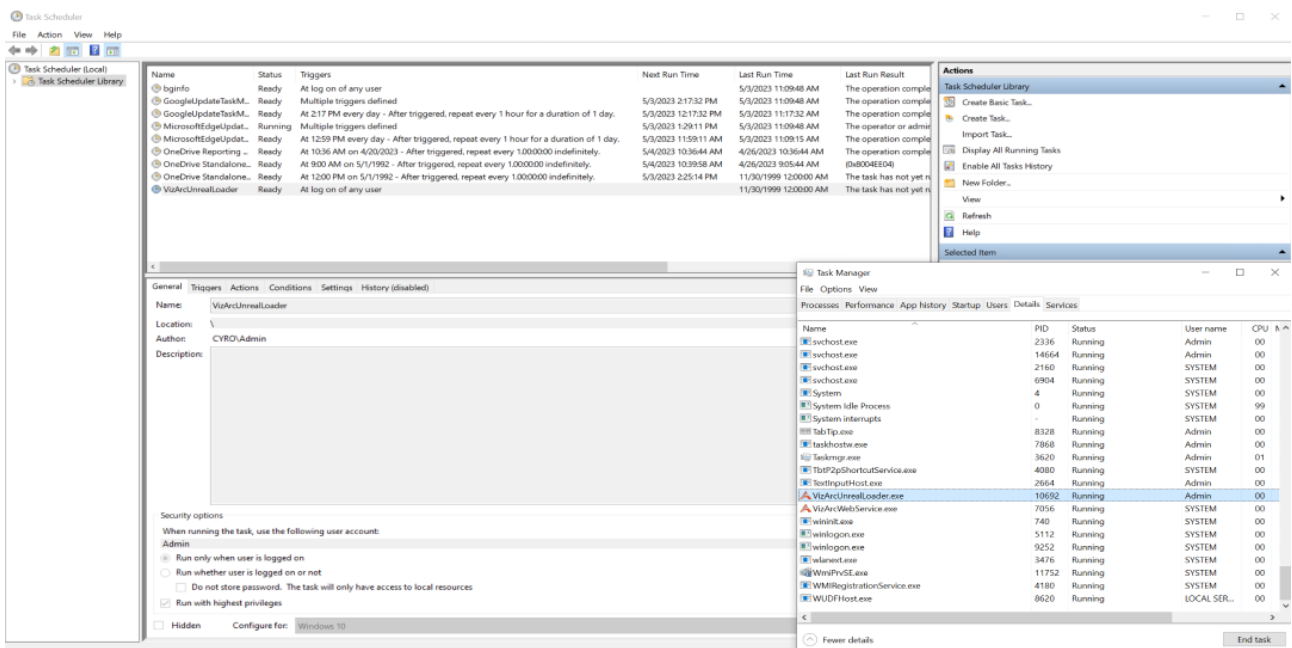 Task Scheduler
File Action View Help
Task Scheduler (Local)
Task Scheduler Library
Name Status Triggers Next Run Time Last Run Time Last Run Result
bginfo Ready At log on of any user 5/3/2023 11:09:48 AM The operation comple
GoogleUpdateTaskM... Ready Multiple triggers defined 5/3/2023 2:17:32 PM 5/3/2023 11:09:48 AM The operation comple
GoogleUpdateTaskM... Ready At 2:17 PM every day - After triggered, repeat every 1 hour for a duration of 1 day. 5/3/2023 12:17:32 PM 5/3/2023 11:17:32 AM The operation comple
MicrosoftEdgeUpdat... Running Multiple triggers defined 5/3/2023 1:29:11 PM 5/3/2023 11:09:48 AM The operator or admir
MicrosoftEdgeUpdat... Ready At 12:59 PM every day - After triggered, repeat every 1 hour for a duration of 1 day. 5/3/2023 11:59:11 AM 5/3/2023 11:09:15 AM The operation comple
OneDrive Reporting ... Ready At 10:36 AM on 4/20/2023 - After triggered, repeat every 1.00:00:00 indefinitely. 5/4/2023 10:36:44 AM 4/26/2023 10:36:44 AM The operation comple
OneDrive Standalone... Ready At 9:00 AM on 5/1/1992 - After triggered, repeat every 1.00:00:00 indefinitely. 5/4/2023 10:39:58 AM 4/26/2023 9:05:44 AM (0x8004EE04)
OneDrive Standalone... Ready At 12:00 PM on 5/1/1992 - After triggered, repeat every 1.00:00:00 indefinitely. 5/3/2023 2:25:14 PM 11/30/1999 12:00:00 AM The task has not yet ru
VizArcUnrealLoader Ready At log on of any user 11/30/1999 12:00:00 AM The task has not yet ru
Actions
Task Scheduler Library
Create Basic Task...
Create Task...
Import Task...
Display All Running Tasks
Enable All Tasks History
New Folder...
View
Refresh
Help
Selected Item
General Triggers Actions Conditions Settings History (disabled)
Name: VizArcUnrealLoader
Location: \
Author: CYRO\Admin
Description:
Security options
When running the task, use the following user account:
Admin
Run only when user is logged on
Run whether user is logged on or not
Do not store password. The task will only have access to local resources
Run with highest privileges
Hidden Configure for: Windows 10
Task Manager
File Options View
Processes Performance App history Startup Users Details Services
Name PID Status User name CPU
svchost.exe 2336 Running Admin 00
svchost.exe 14664 Running Admin 00
svchost.exe 2160 Running SYSTEM 00
svchost.exe 6904 Running SYSTEM 00
System 4 Running SYSTEM 00
System Idle Process 0 Running SYSTEM 99
System interrupts - Running SYSTEM 00
TabTip.exe 8328 Running Admin 00
taskhostw.exe 7868 Running Admin 00
Taskmgr.exe 3620 Running Admin 01
TbtP2pShortcutService.exe 4080 Running SYSTEM 00
TextInputHost.exe 2664 Running Admin 00
VizArcUnrealLoader.exe 10692 Running Admin 00
VizArcWebService.exe 7056 Running SYSTEM 00
wininit.exe 740 Running SYSTEM 00
winlogon.exe 5112 Running SYSTEM 00
winlogon.exe 9252 Running SYSTEM 00
wlanext.exe 3476 Running SYSTEM 00
WmiPrvSE.exe 11752 Running SYSTEM 00
WMIRegistrationService.exe 4180 Running SYSTEM 00
WUDFHost.exe 8620 Running LOCAL SER... 00
Fewer details End task